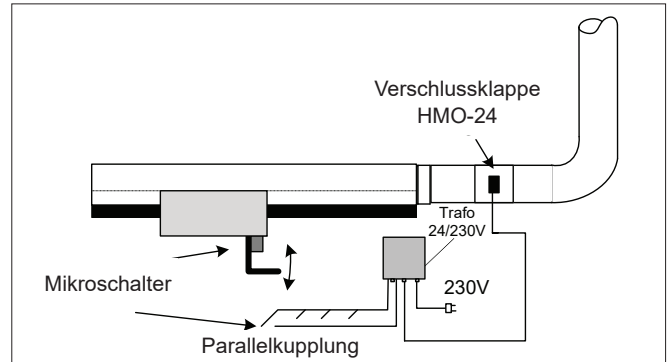 Verschlussklappe
HMO-24
Trafo
24/230V
Mikroschalter
230V
Parallelkupplung